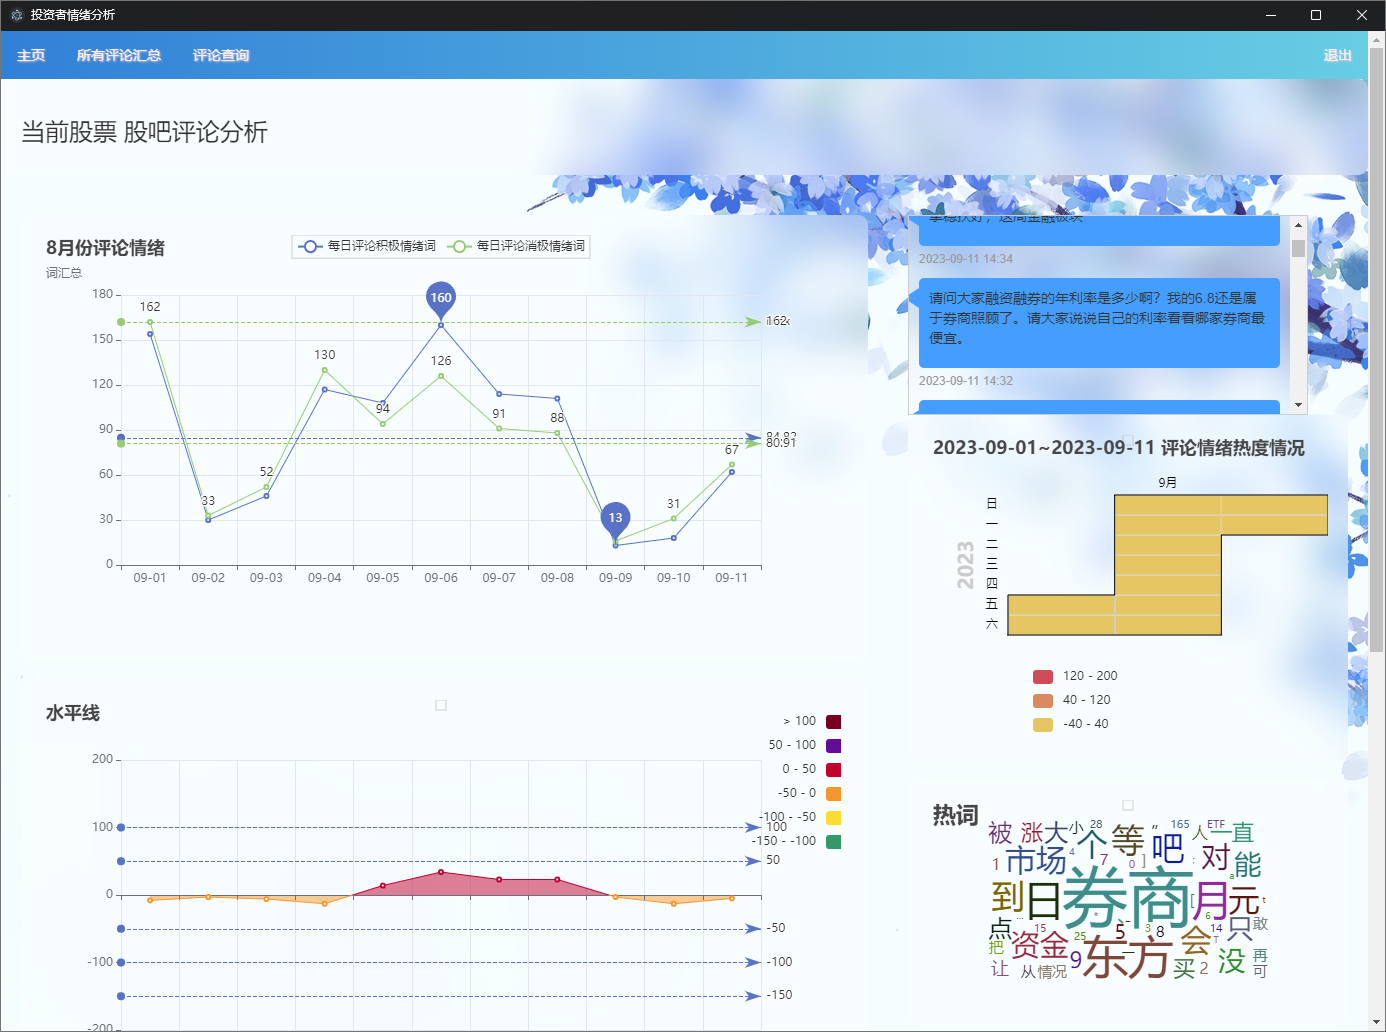 投资者情绪分析
主页
所有评论汇总
评论查询
退出
当前股票 股吧评论分析
8月份评论情绪
词汇总
每日评论积极情绪词
每日评论消极情绪词
180
150
120
90
60
30
0
162
33
52
130
94
160
126
91
88
13
31
67
80.91
09-01
09-02
09-03
09-04
09-05
09-06
09-07
09-08
09-09
09-10
09-11
2023-09-11 14:34
请问大家融资融券的年利率是多少啊？我的6.8还是属
于券商照顾了。请大家说说自己的利率看看哪家券商最
便宜。
2023-09-11 14:32
2023-09-01~2023-09-11 评论情绪热度情况
9月
2023
日
一
二
三
四
五
六
120 - 200
40 - 120
-40 - 40
水平线
> 100
50 - 100
0 - 50
-50 - 0
-100 - -50
-150 - -100
200
100
0
-100
-200
100
50
-50
-100
-150
热词
被 涨 大 小 28 等 " 165 人 ETF 一直
1 市场 4 个 7 0 ] 吧 : 对 a 能
到 日 券商 [ 月 6 元 t
点 15 25 5 3 8 会 14 T 只 敢
把 资金 9 东方 一 买 2 没 再
让 从 情况 可